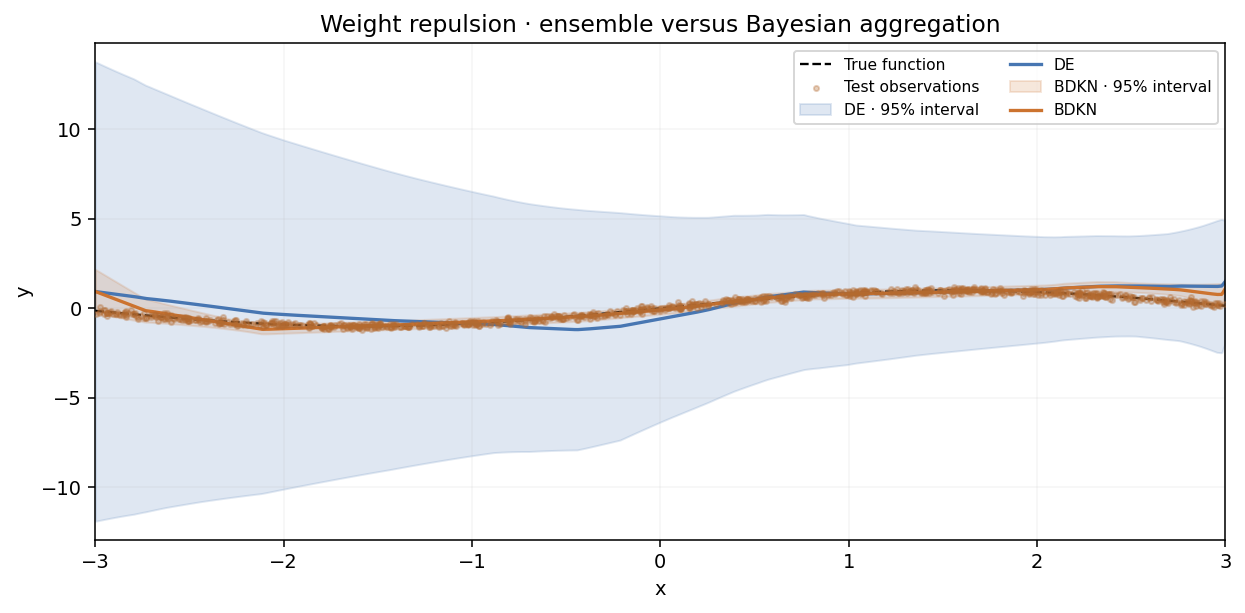 Weight repulsion · ensemble versus Bayesian aggregation
True function
Test observations
DE · 95% interval
DE
BDKN · 95% interval
BDKN
y
10
5
0
−5
−10
−3
−2
−1
0
1
2
3
x